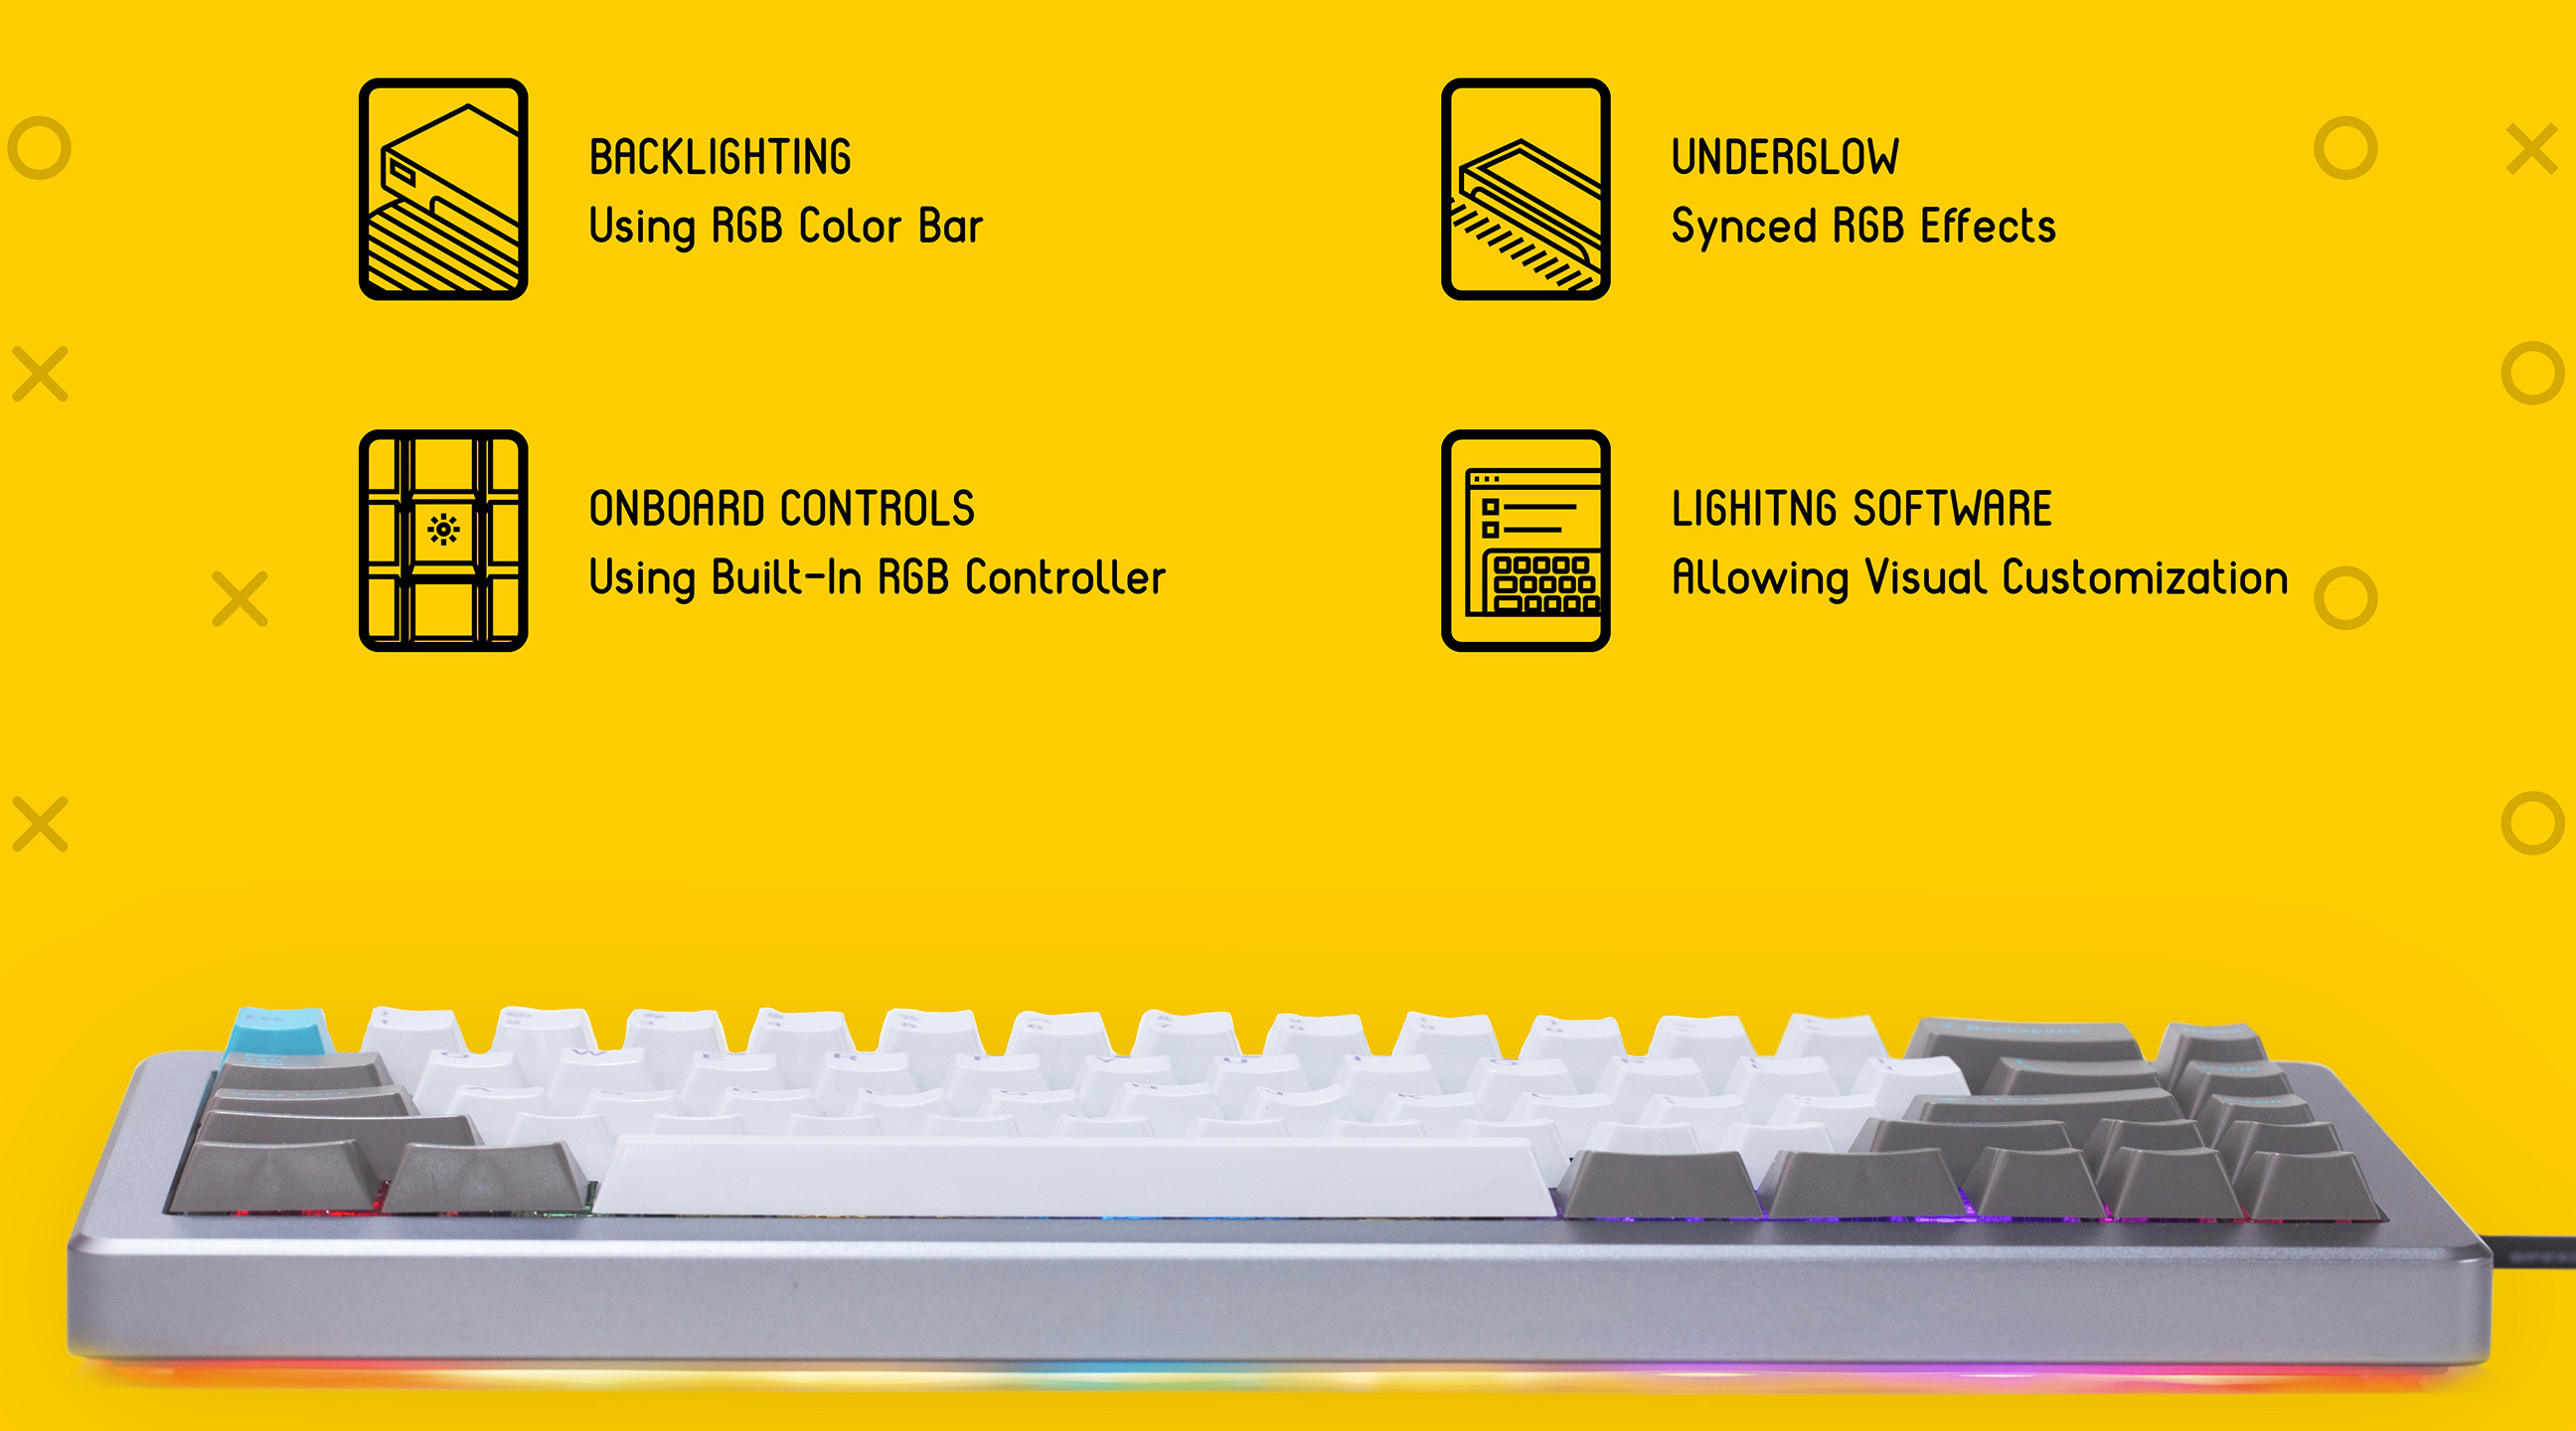 BACKLIGHTING
Using RGB Color Bar
UNDERGLOW
Synced RGB Effects
ONBOARD CONTROLS
Using Built-In RGB Controller
LIGHITNG SOFTWARE
Allowing Visual Customization
Backspace